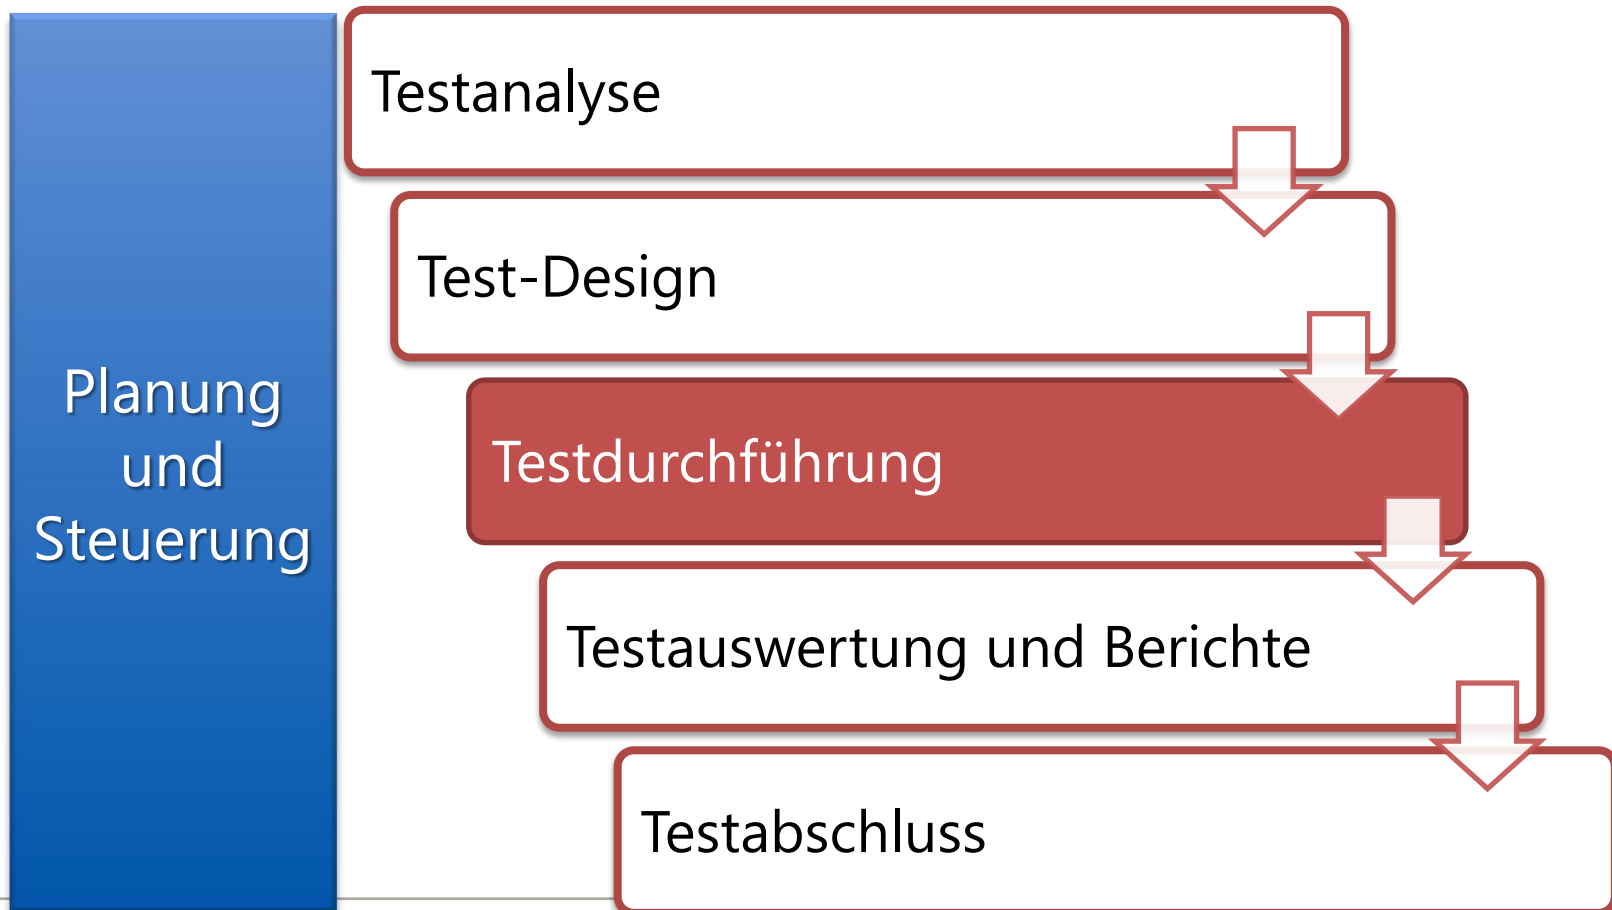 Planung
und
Steuerung
Testanalyse
Test-Design
Testdurchführung
Testauswertung und Berichte
Testabschluss